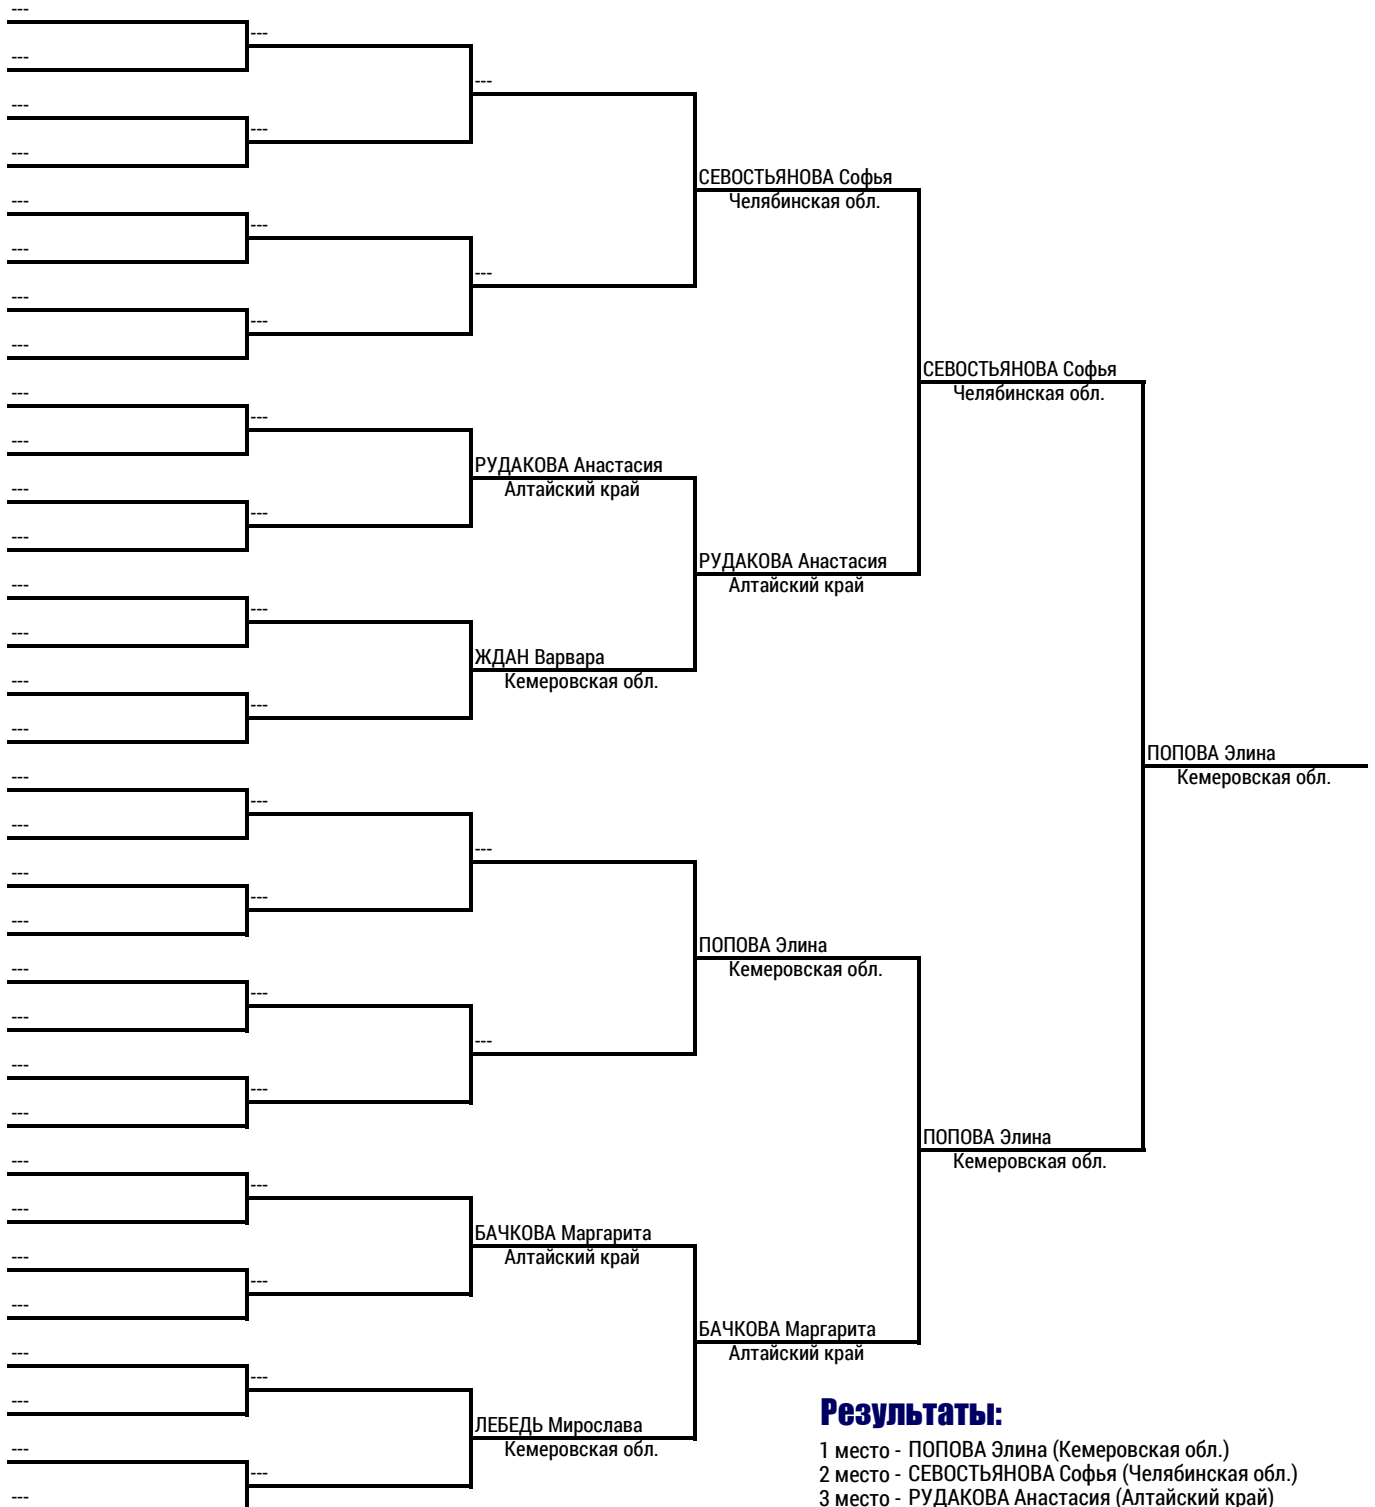 ---
---
---
---
---
---
---
СЕВОСТЬЯНОВА Софья
---
Челябинская обл.
---
---
---
---
---
---
СЕВОСТЬЯНОВА Софья
---
Челябинская обл.
---
---
РУДАКОВА Анастасия
---
Алтайский край
---
---
РУДАКОВА Анастасия
---
Алтайский край
---
---
ЖДАН Варвара
---
Кемеровская обл.
---
---
ПОПОВА Элина
---
Кемеровская обл.
---
---
---
---
---
---
ПОПОВА Элина
---
Кемеровская обл.
---
---
---
---
---
---
ПОПОВА Элина
---
Кемеровская обл.
---
---
БАЧКОВА Маргарита
---
Алтайский край
---
---
БАЧКОВА Маргарита
---
Алтайский край
---
---
ЛЕБЕДЬ Мирослава
---
Кемеровская обл.
---
---
Результаты:
1 место - ПОПОВА Элина (Кемеровская обл.)
2 место - СЕВОСТЬЯНОВА Софья (Челябинская обл.)
3 место - РУДАКОВА Анастасия (Алтайский край)